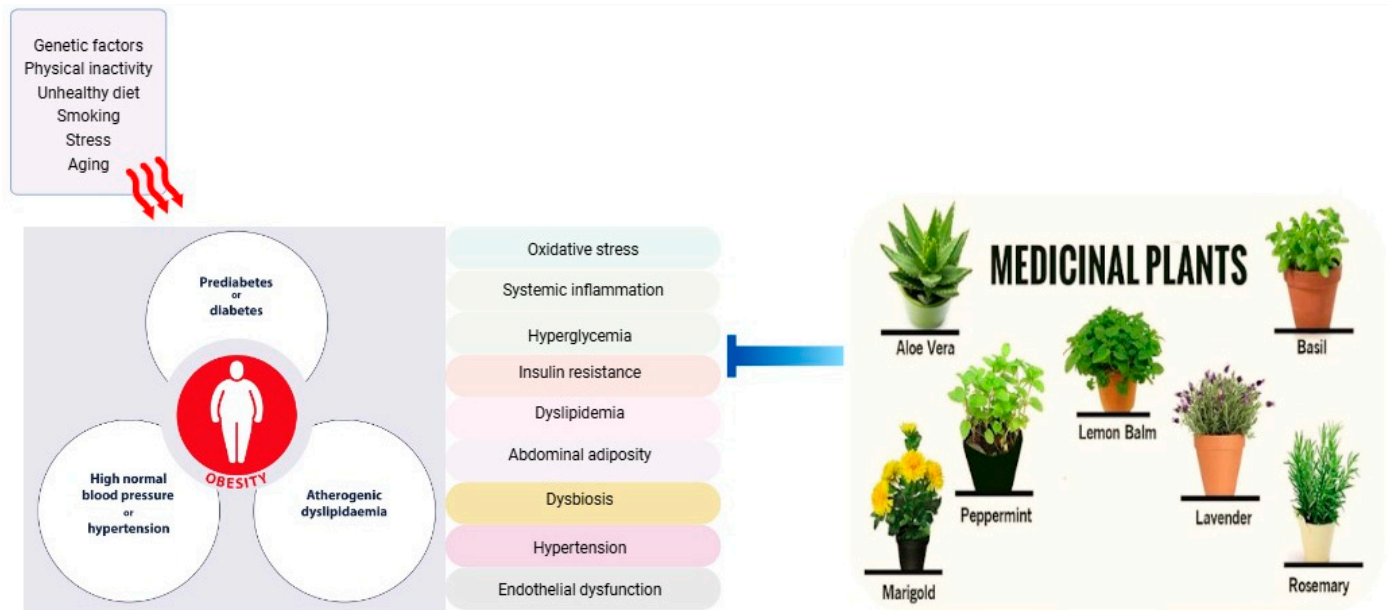 Genetic factors
Physical inactivity
Unhealthy diet
Smoking
Stress
Aging
Prediabetes
or
diabetes
OBESITY
High normal
blood pressure
or
hypertension
Atherogenic
dyslipidaemia
Oxidative stress
Systemic inflammation
Hyperglycemia
Insulin resistance
Dyslipidemia
Abdominal adiposity
Dysbiosis
Hypertension
Endothelial dysfunction
MEDICINAL PLANTS
Aloe Vera
Basil
Lemon Balm
Peppermint
Lavender
Marigold
Rosemary